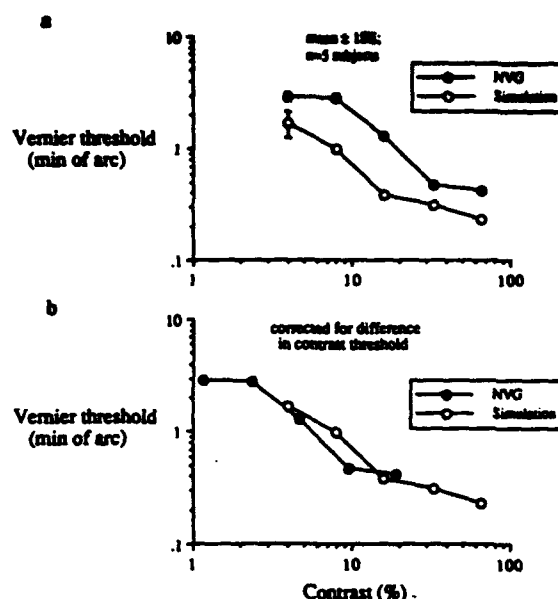 a
10
mean ± 1SE;
n=5 subjects
NVG
Simulation
Vernier threshold
(min of arc)
1
.1
1
10
100
b
10
corrected for difference
in contrast threshold
NVG
Simulation
Vernier threshold
(min of arc)
1
.1
1
10
100
Contrast (%)